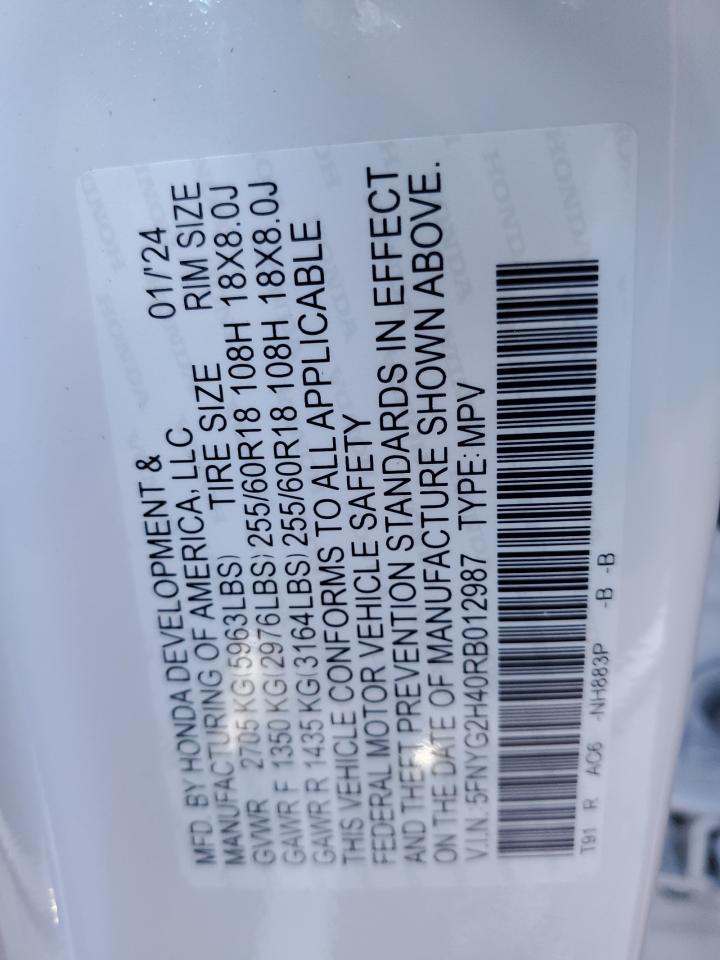 MFD. BY HONDA DEVELOPMENT & 01/'24
MANUFACTURING OF AMERICA, LLC RIM SIZE
GVWR 2705 KG(5963LBS) TIRE SIZE
GAWR F 1350 KG(2976LBS) 255/60R18 108H 18X8.0J
GAWR R 1435 KG(3164LBS) 255/60R18 108H 18X8.0J
THIS VEHICLE CONFORMS TO ALL APPLICABLE
FEDERAL MOTOR VEHICLE SAFETY
AND THEFT PREVENTION STANDARDS IN EFFECT
ON THE DATE OF MANUFACTURE SHOWN ABOVE.
V.I.N: 5FNYG2H40RB012987 TYPE: MPV
T91 R AC6 -NH883P -B -B